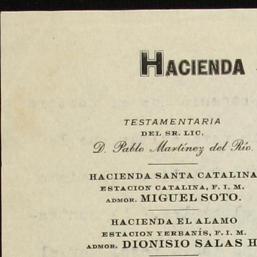 HACIENDA
TESTAMENTARIA
DEL SR. LIC.
D. Pablo Martínez del Río.
HACIENDA SANTA CATALINA
ESTACION CATALINA, F. I. M.
ADMOR. MIGUEL SOTO.
HACIENDA EL ALAMO
ESTACION YERBANÍS, F. I. M.
ADMOR. DIONISIO SALAS H